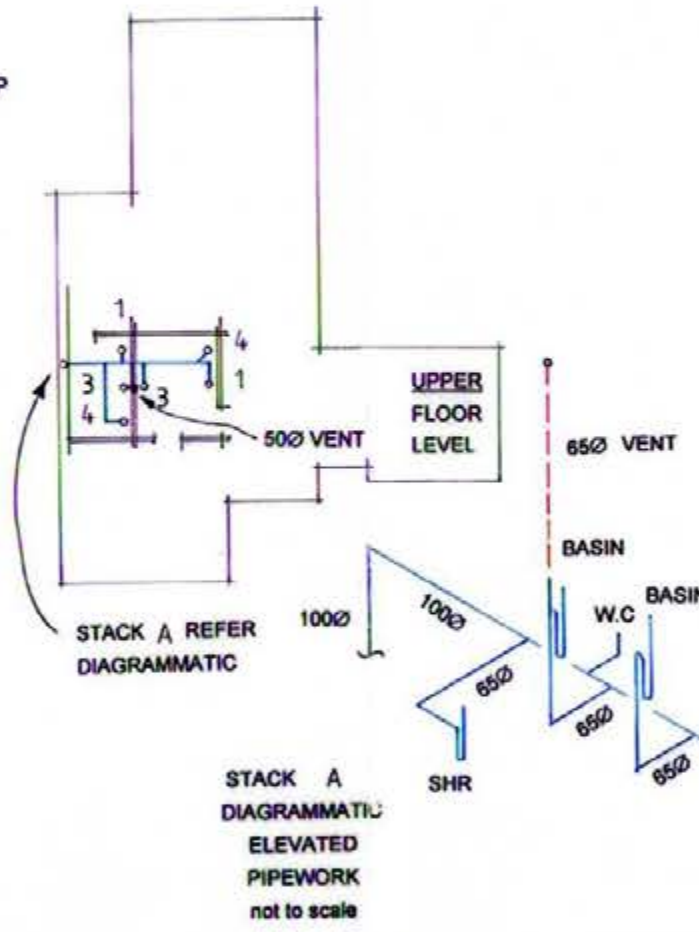 P
1
4
3
3
1
4
50Ø VENT
UPPER
FLOOR
LEVEL
65Ø VENT
BASIN
W.C
BASIN
100Ø
100Ø
65Ø
65Ø
65Ø
SHR
STACK A REFER
DIAGRAMMATIC
STACK A
DIAGRAMMATIC
ELEVATED
PIPEWORK
not to scale